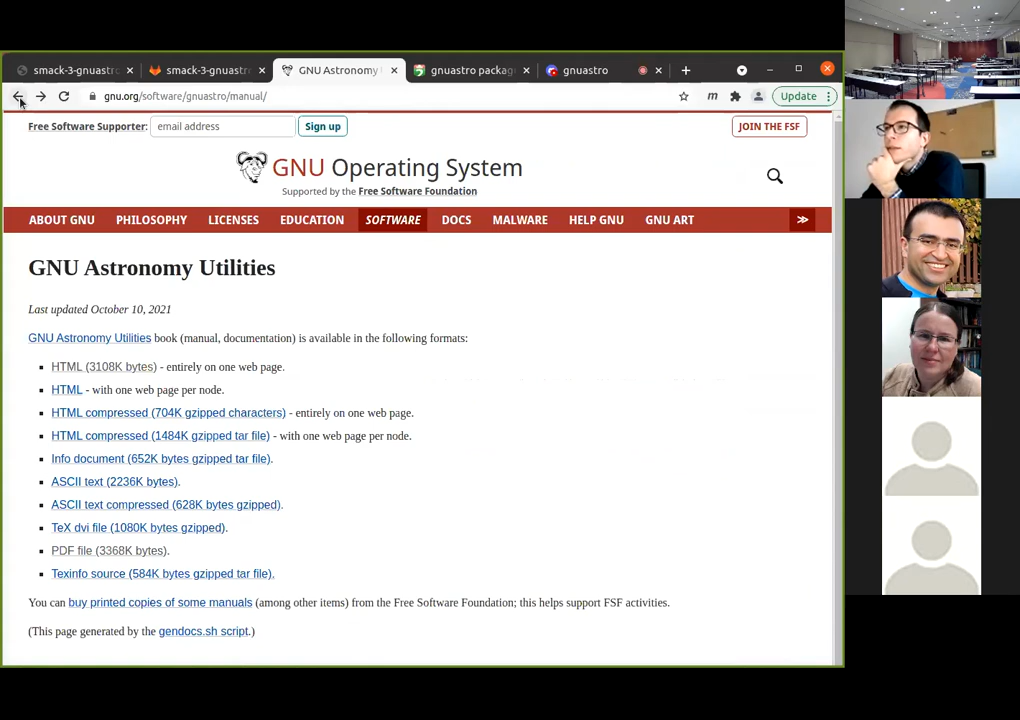 smack-3-gnuastro
smack-3-gnuastr
GNU Astronomy
gnuastro packag
gnuastro
gnu.org/software/gnuastro/manual/
m
Update
Free Software Supporter:
email address
Sign up
JOIN THE FSF
GNU Operating System
Supported by the Free Software Foundation
ABOUT GNU
PHILOSOPHY
LICENSES
EDUCATION
SOFTWARE
DOCS
MALWARE
HELP GNU
GNU ART
≫
GNU Astronomy Utilities
Last updated October 10, 2021
GNU Astronomy Utilities book (manual, documentation) is available in the following formats:
HTML (3108K bytes) - entirely on one web page.
HTML - with one web page per node.
HTML compressed (704K gzipped characters) - entirely on one web page.
HTML compressed (1484K gzipped tar file) - with one web page per node.
Info document (652K bytes gzipped tar file).
ASCII text (2236K bytes).
ASCII text compressed (628K bytes gzipped).
TeX dvi file (1080K bytes gzipped).
PDF file (3368K bytes).
Texinfo source (584K bytes gzipped tar file).
You can buy printed copies of some manuals (among other items) from the Free Software Foundation; this helps support FSF activities.
(This page generated by the gendocs.sh script.)